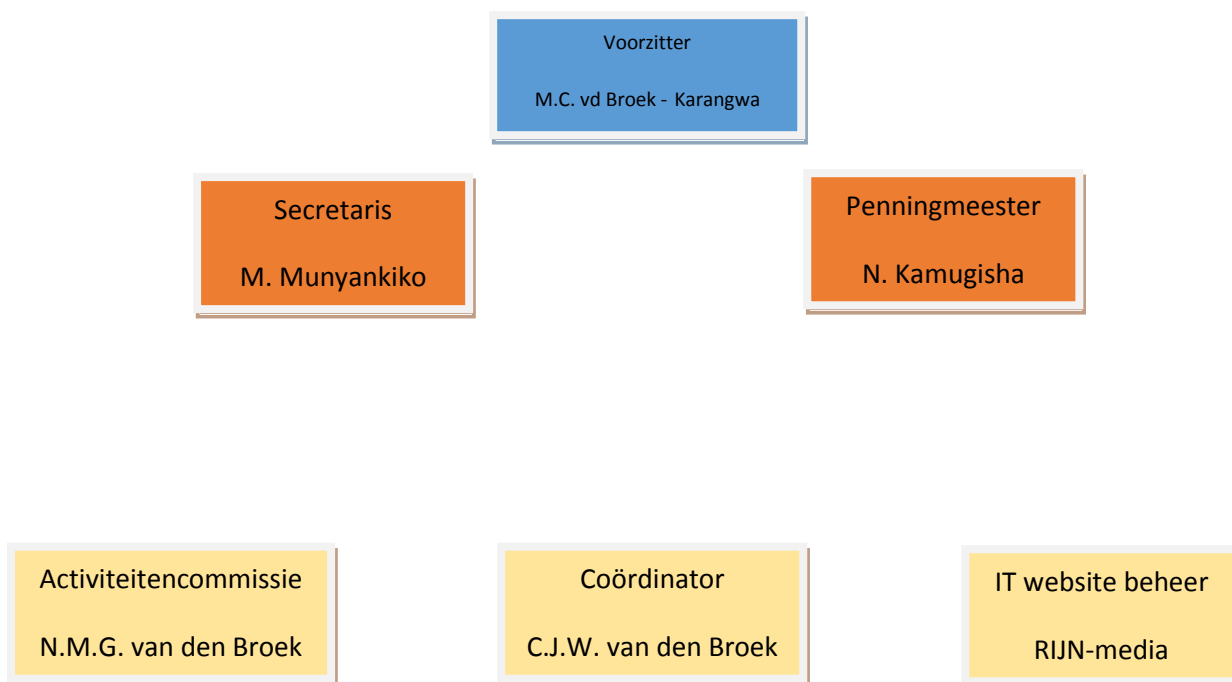 Voorzitter
M.C. vd Broek - Karangwa
Secretaris
M. Munyankiko
Penningmeester
N. Kamugisha
Activiteitencommissie
N.M.G. van den Broek
Coördinator
C.J.W. van den Broek
IT website beheer
RIJN-media